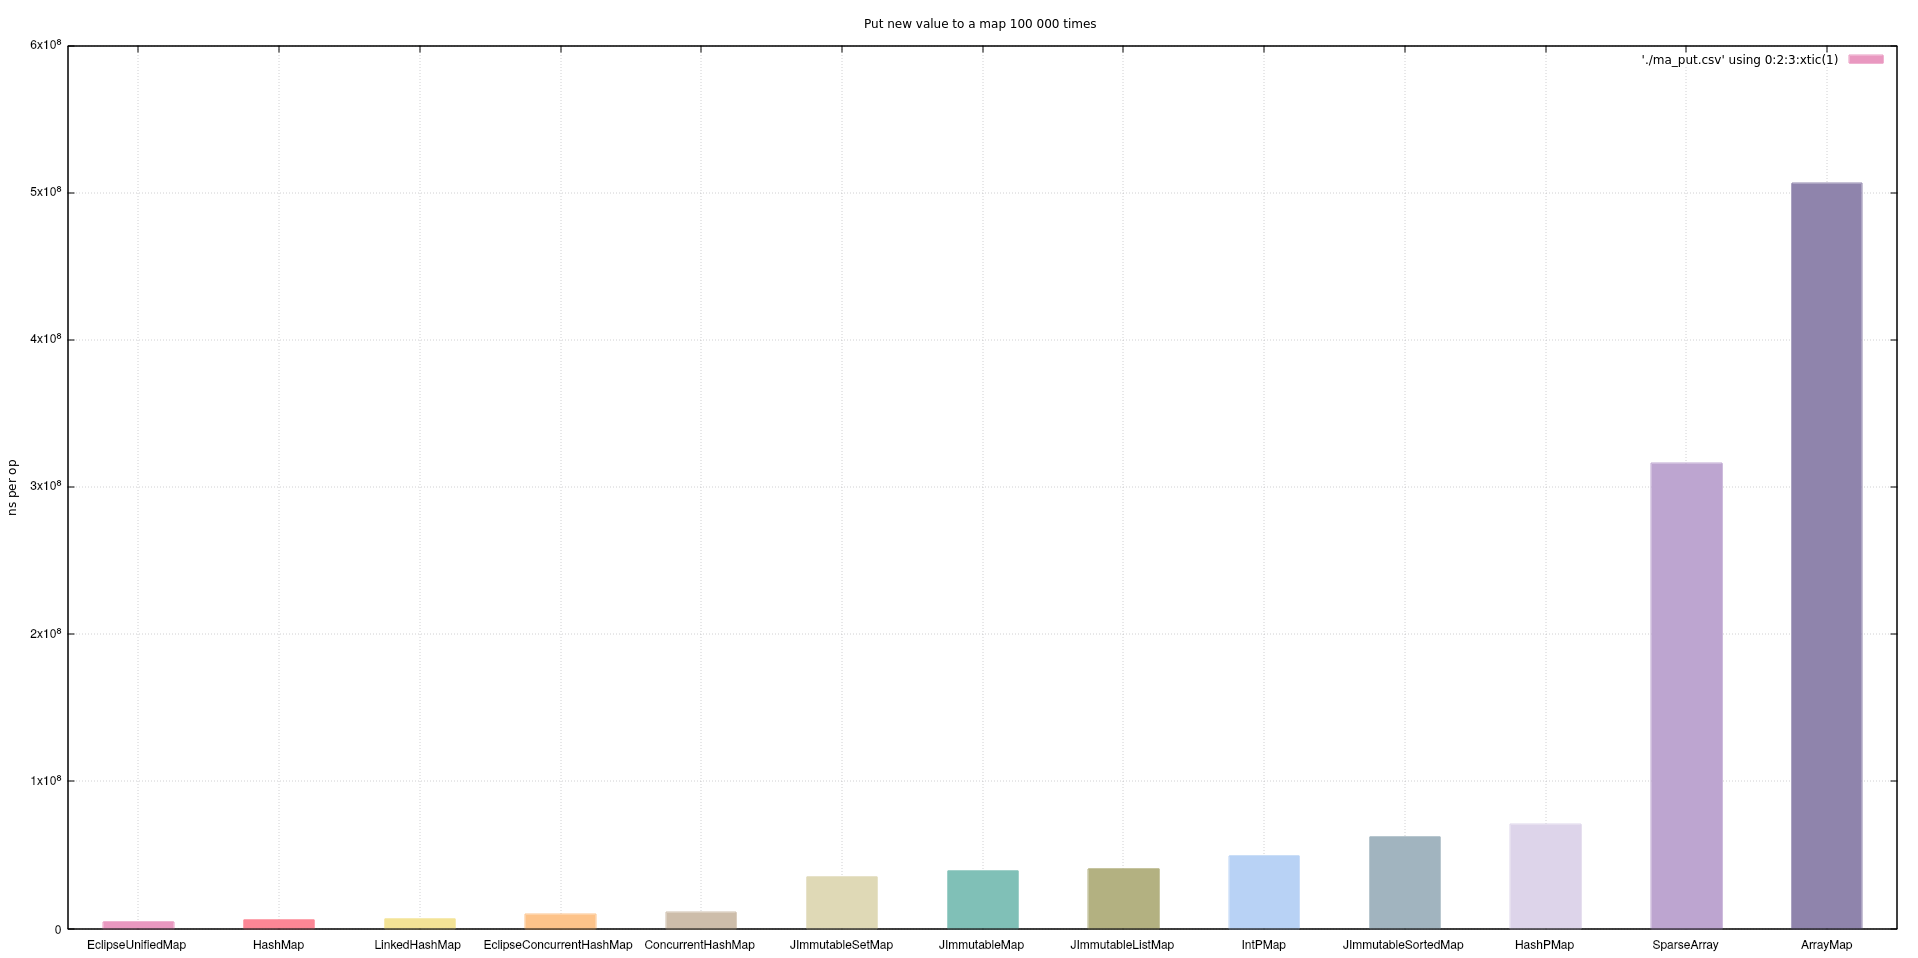 Put new value to a map 100 000 times
'./ma_put.csv' using 0:2:3:xtic(1)
ns per op
6x10⁸
5x10⁸
4x10⁸
3x10⁸
2x10⁸
1x10⁸
0
EclipseUnifiedMap HashMap LinkedHashMap EclipseConcurrentHashMap ConcurrentHashMap JImmutableSetMap JImmutableMap JImmutableListMap IntPMap JImmutableSortedMap HashPMap SparseArray ArrayMap